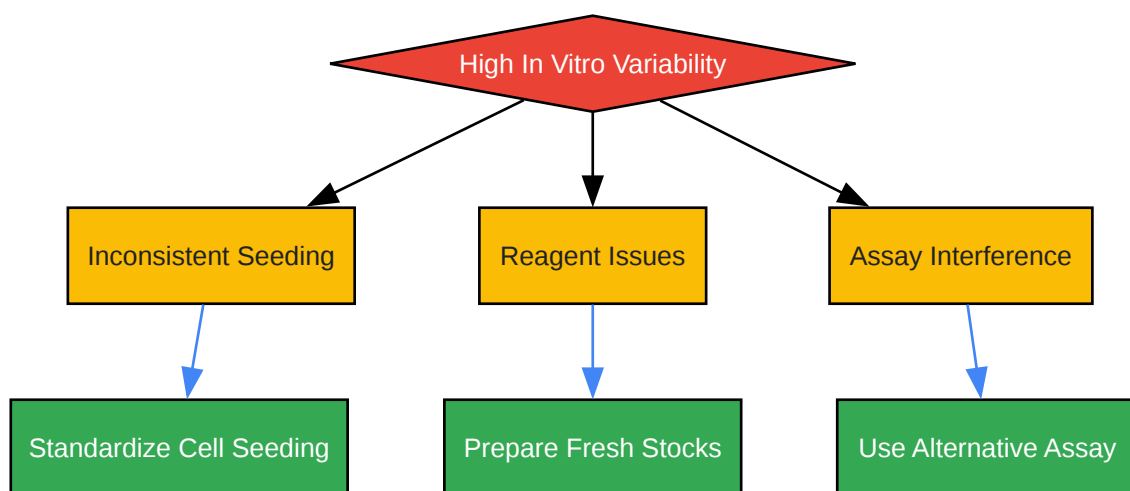 High In Vitro Variability
Inconsistent Seeding
Reagent Issues
Assay Interference
Standardize Cell Seeding
Prepare Fresh Stocks
Use Alternative Assay